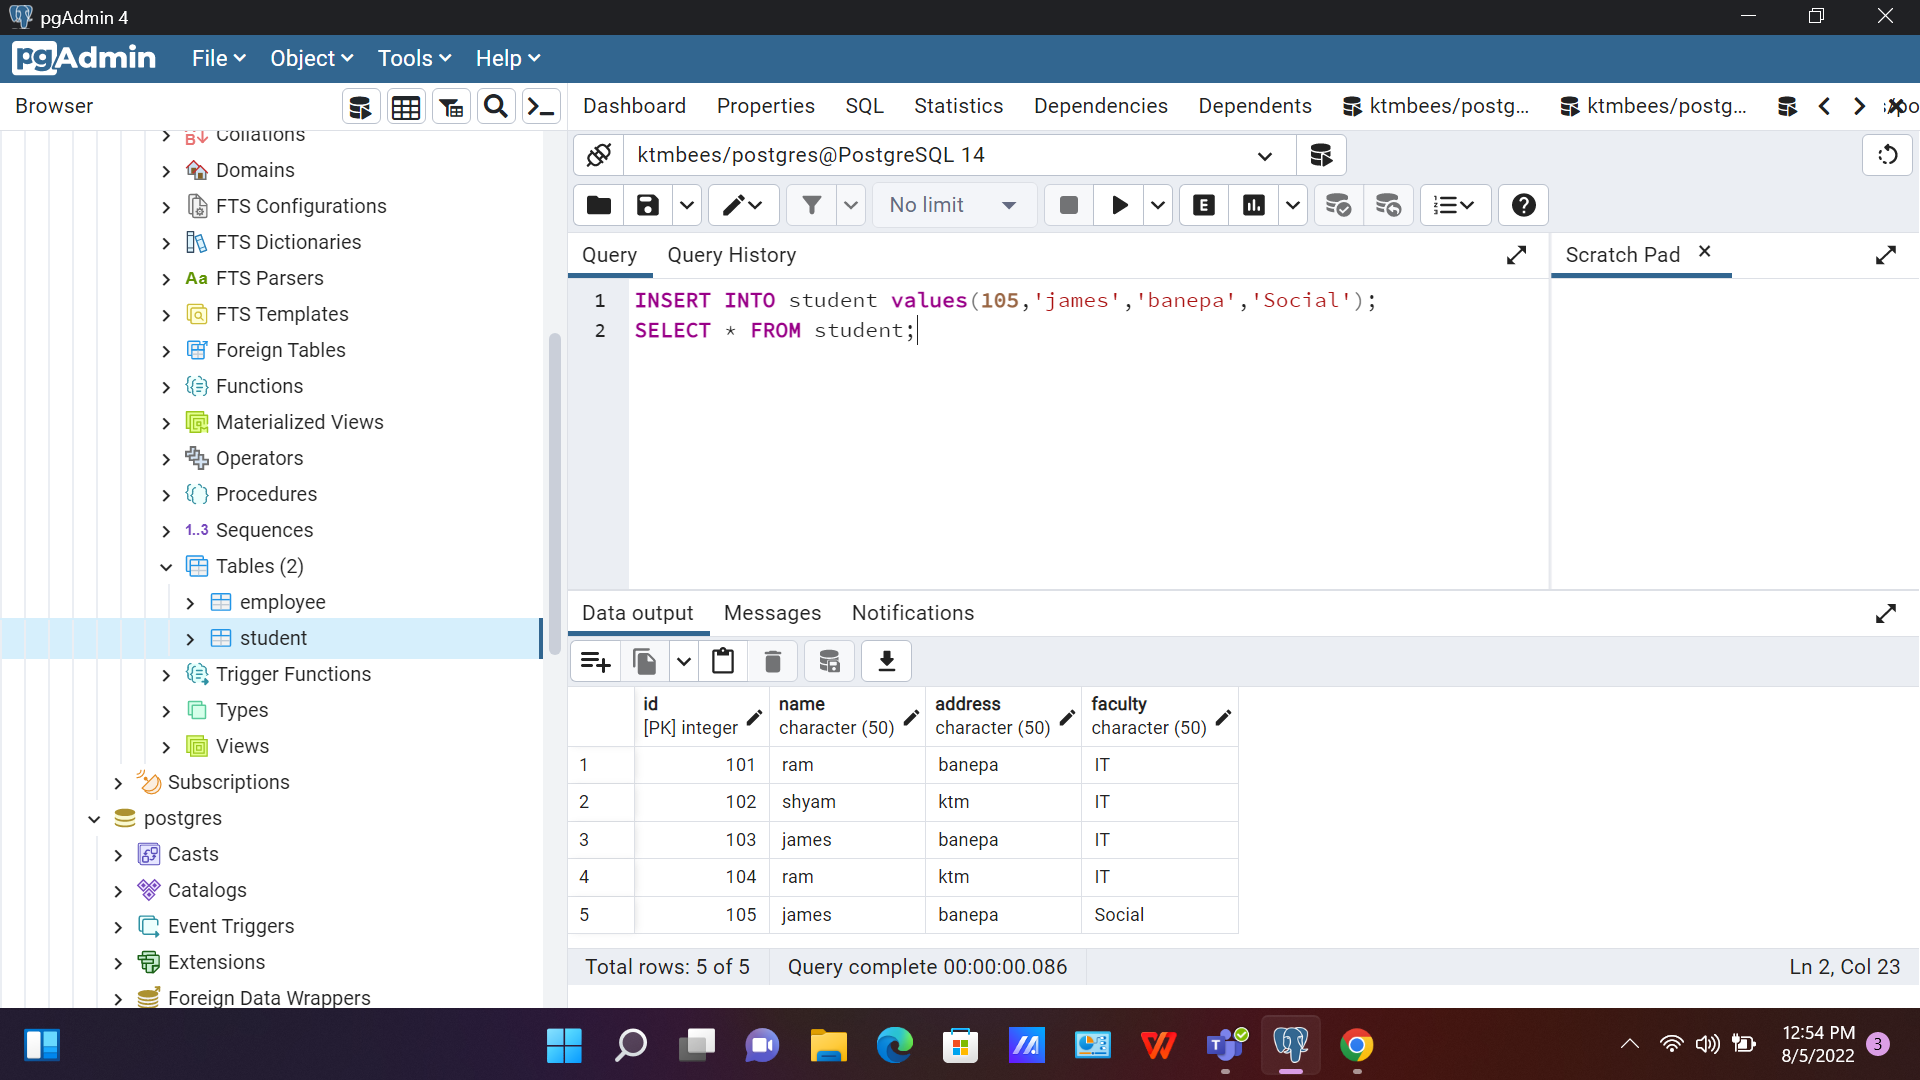 pgAdmin 4
pgAdmin File Object Tools Help
Browser
Dashboard Properties SQL Statistics Dependencies Dependents ktmbees/postg... ktmbees/postg...
Collations
Domains
FTS Configurations
FTS Dictionaries
Aa FTS Parsers
FTS Templates
Foreign Tables
Functions
Materialized Views
Operators
Procedures
1..3 Sequences
Tables (2)
employee
student
Trigger Functions
Types
Views
Subscriptions
postgres
Casts
Catalogs
Event Triggers
Extensions
Foreign Data Wrappers
ktmbees/postgres@PostgreSQL 14
No limit E
Query Query History
Scratch Pad
1 INSERT INTO student values(105,'james','banepa','Social');
2 SELECT * FROM student;
Data output Messages Notifications
id name address faculty
[PK] integer character (50) character (50) character (50)
1 101 ram banepa IT
2 102 shyam ktm IT
3 103 james banepa IT
4 104 ram ktm IT
5 105 james banepa Social
Total rows: 5 of 5 Query complete 00:00:00.086 Ln 2, Col 23
12:54 PM
8/5/2022
3